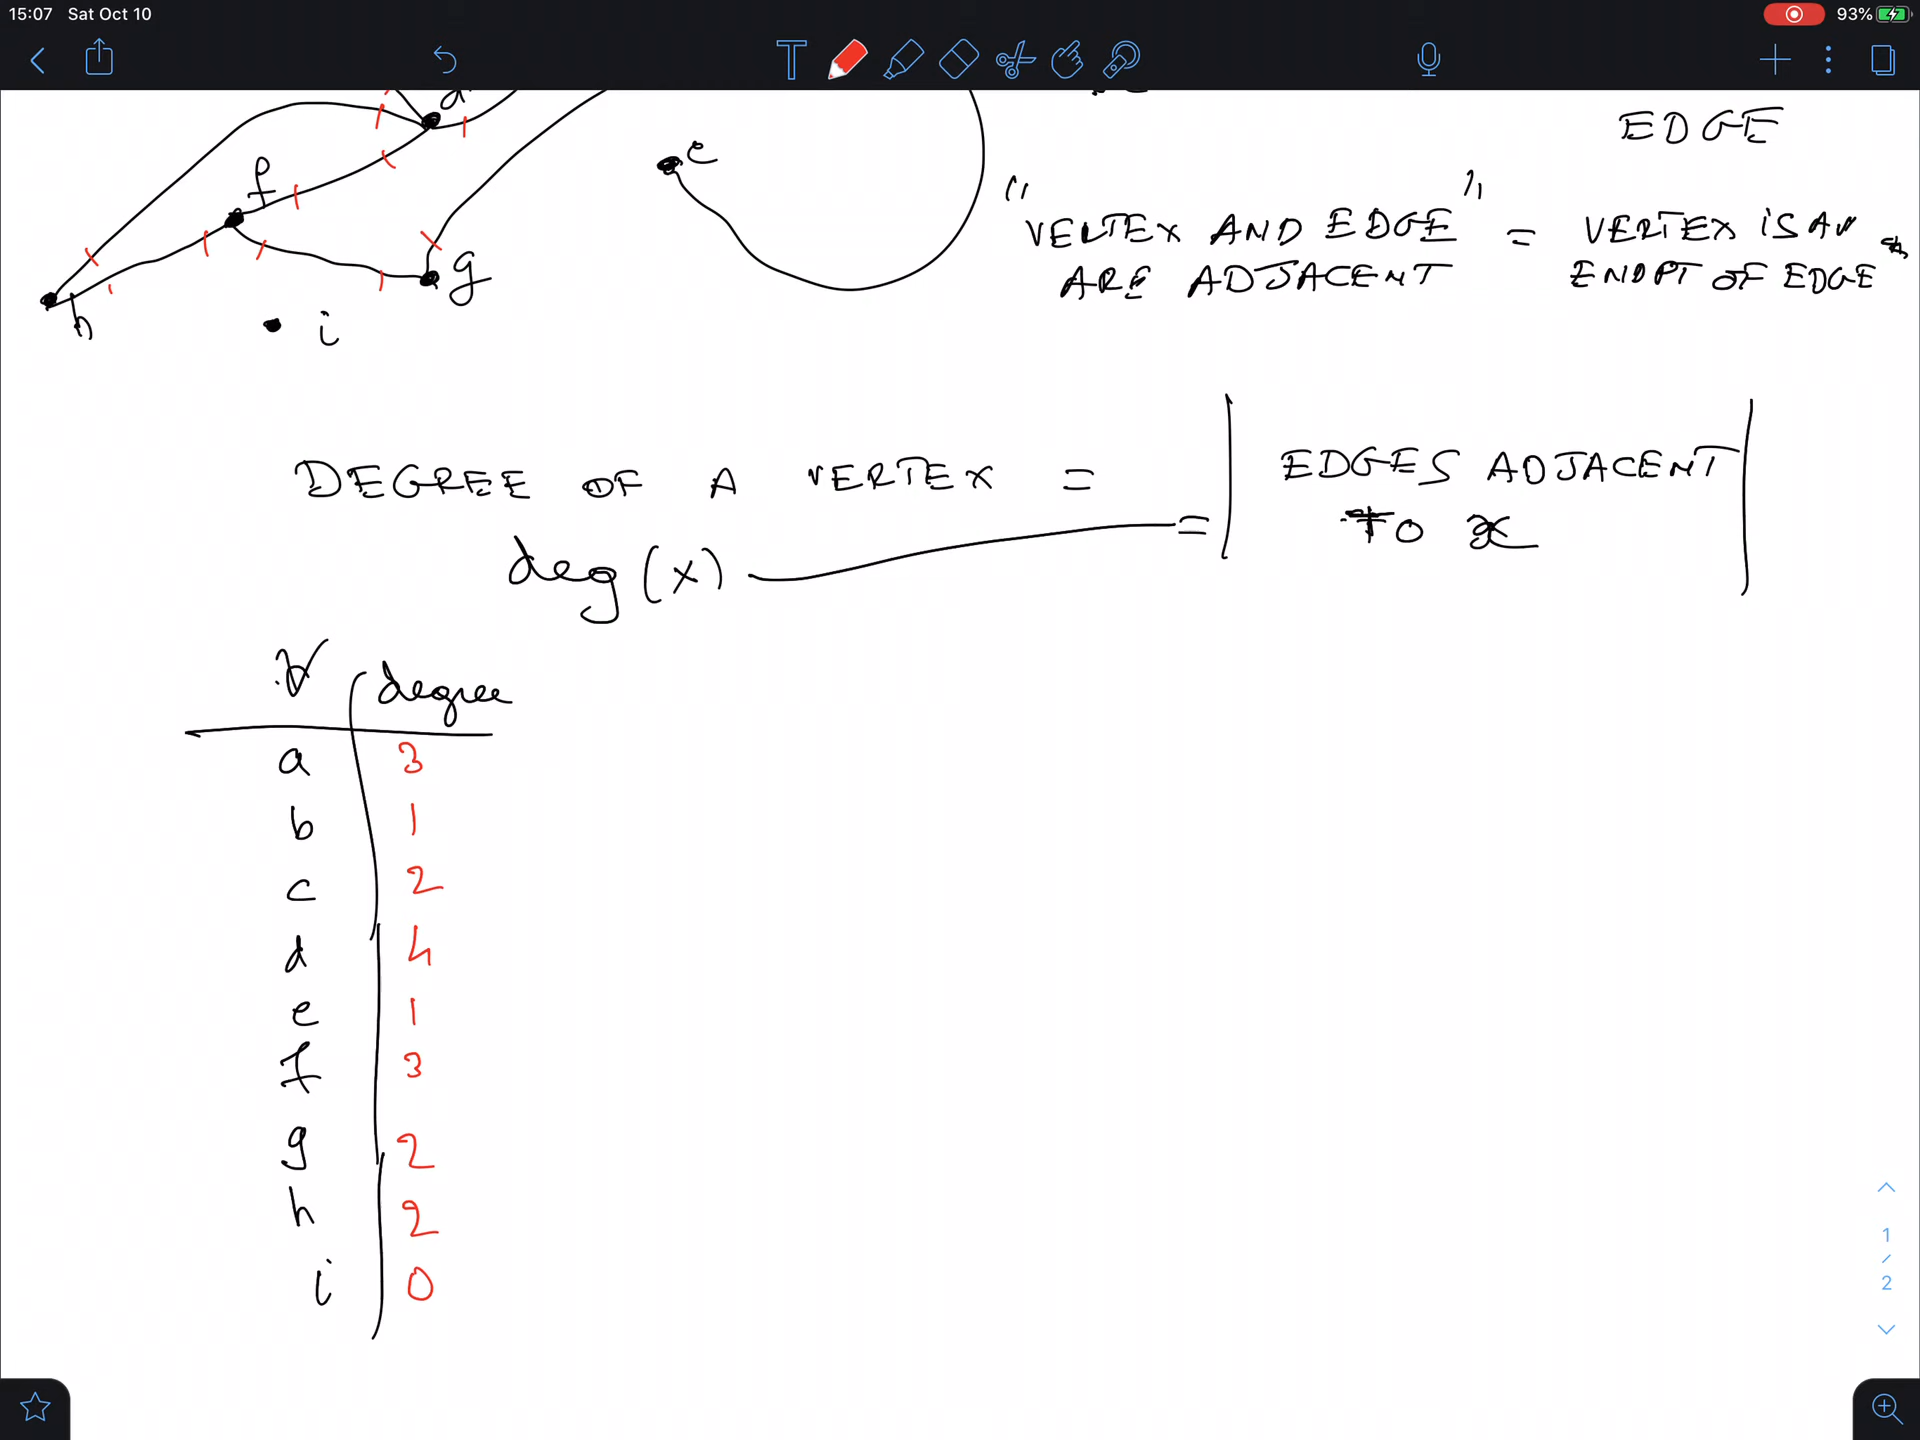 15:07 Sat Oct 10
93%
T
d
e
f
g
h
i
EDGE
"VERTEX AND EDGE" = VERTEX IS AN
ARE ADJACENT ENDPT OF EDGE
DEGREE OF A VERTEX = EDGES ADJACENT
deg(x) = TO x
V degree
a 3
b 1
c 2
d 4
e 1
f 3
g 2
h 2
i 0
1
/
2